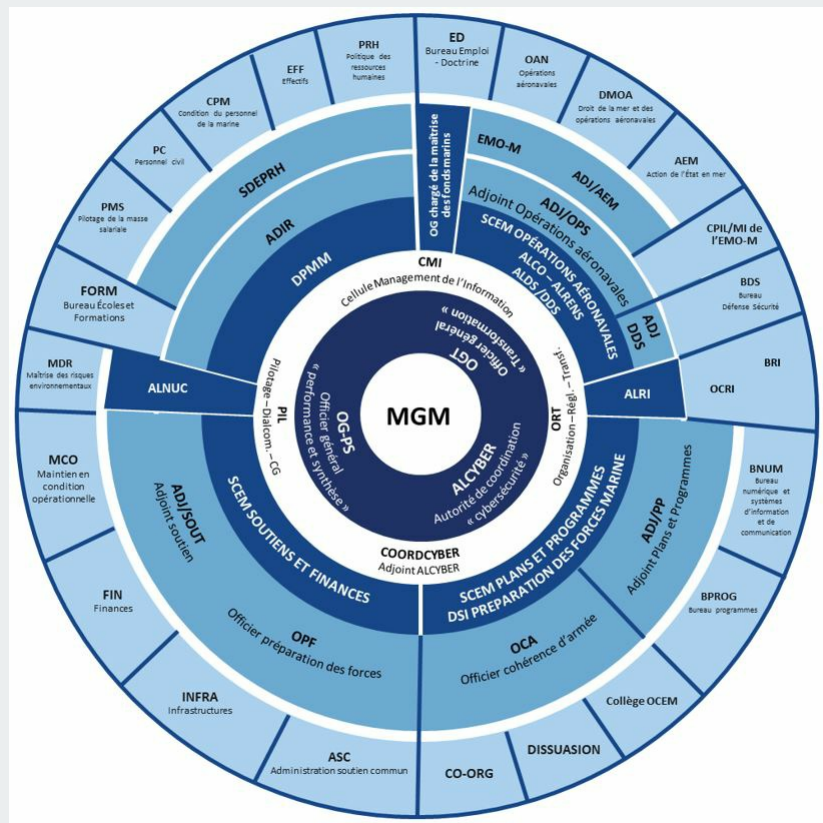 MGM
OGT
Officier général
« Transformation »
OG-PS
Officier général
« performance et synthèse »
ALCYBER
Autorité de coordination
« cybersécurité »
CMI
Cellule Management de l'Information
ORT
Organisation – Régl. – Transf.
COORDCYBER
Adjoint ALCYBER
PIL
Pilotage – Dialcom. – CG
OG chargé de la maîtrise
des fonds marins
SCEM OPÉRATIONS AÉRONAVALES
ALCO – ALRENS
ALDS /DDS
ALRI
SCEM PLANS ET PROGRAMMES
DSI PREPARATION DES FORCES MARINE
SCEM SOUTIENS ET FINANCES
ALNUC
DPMM
ADIR
SDEPRH
EMO-M
ADJ/AEM
ADJ/OPS
Adjoint Opérations aéronavales
ADJ
DDS
ADJ/PP
Adjoint Plans et Programmes
OCA
Officier cohérence d'armée
OPF
Officier préparation des forces
ADJ/SOUT
Adjoint soutien
ED
Bureau Emploi
- Doctrine
OAN
Opérations
aéronavales
DMOA
Droit de la mer et des
opérations aéronavales
AEM
Action de l'État en mer
CPIL/MI de
l'EMO-M
BDS
Bureau
Défense Sécurité
BRI
OCRI
BNUM
Bureau
numérique et
systèmes
d'information
et de
communication
BPROG
Bureau programmes
Collège OCEM
DISSUASION
CO-ORG
ASC
Administration soutien commun
INFRA
Infrastructures
FIN
Finances
MCO
Maintien en
condition
opérationnelle
MDR
Maîtrise des risques
environnementaux
FORM
Bureau Écoles et
Formations
PMS
Pilotage de la masse
salariale
PC
Personnel civil
CPM
Condition du personnel
de la marine
EFF
Effectifs
PRH
Politique des
ressources
humaines